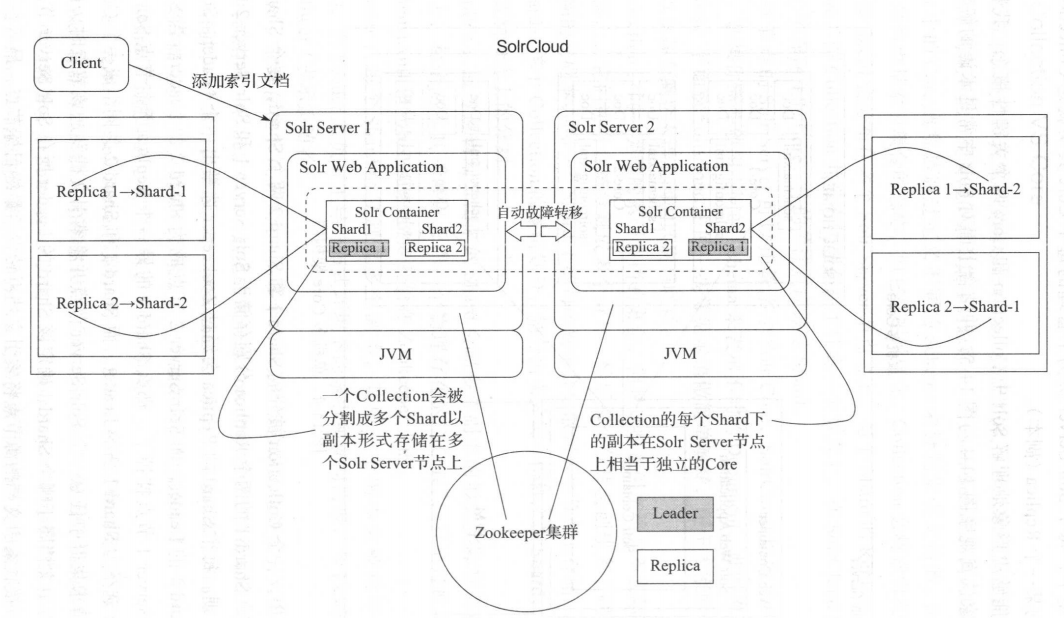 SolrCloud
Client
添加索引文档
Solr Server 1
Solr Server 2
Solr Web Application
Solr Web Application
Replica 1→Shard-1
Replica 2→Shard-2
Solr Container
Shard1 Shard2
Replica 1 Replica 2
自动故障转移
Solr Container
Shard1 Shard2
Replica 2 Replica 1
Replica 1→Shard-2
Replica 2→Shard-1
JVM
JVM
一个Collection会被
分割成多个Shard以
副本形式存储在多
个Solr Server节点上
Collection的每个Shard下
的副本在Solr Server节点
上相当于独立的Core
Zookeeper集群
Leader
Replica